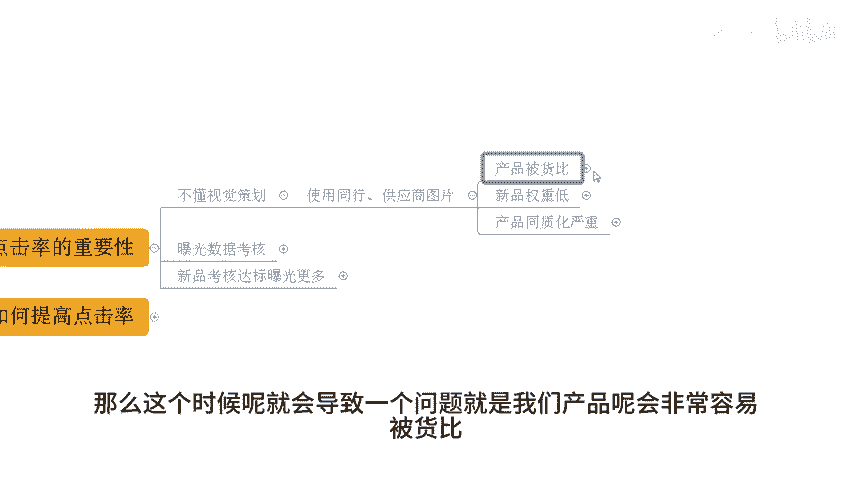 产品被货比
不懂视觉策划
使用同行、供应商图片
新品权重低
产品同质化严重
点击率的重要性
曝光数据考核
新品考核达标曝光更多
如何提高点击率
那么这个时候呢就会导致一个问题就是我们产品呢会非常容易
被货比